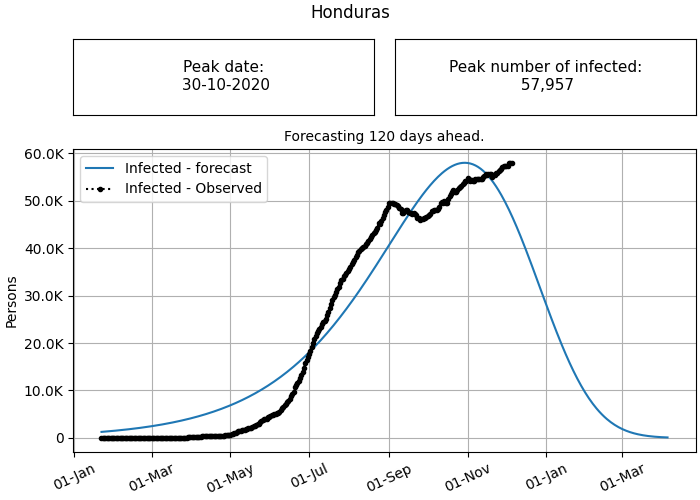 Honduras
Peak date:
30-10-2020
Peak number of infected:
57,957
Forecasting 120 days ahead.
Infected - forecast
Infected - Observed
Persons
60.0K
50.0K
40.0K
30.0K
20.0K
10.0K
0
01-Jan
01-Mar
01-May
01-Jul
01-Sep
01-Nov
01-Jan
01-Mar